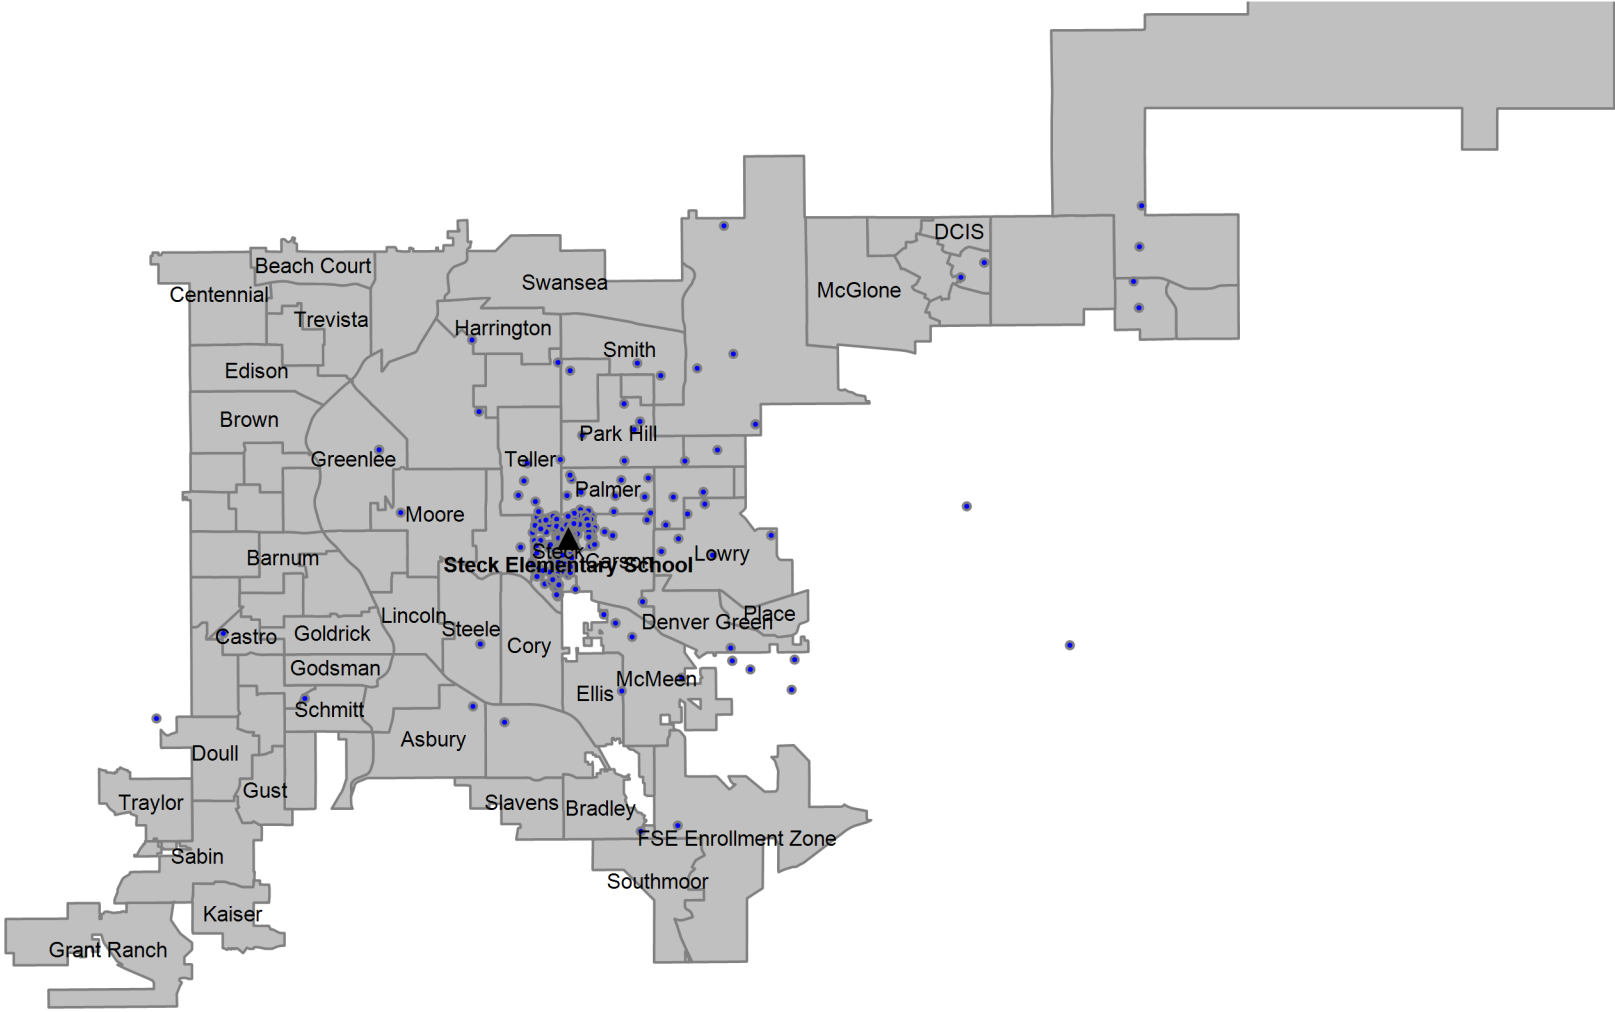 DCIS
Beach Court
Swansea
McGlone
Centennial
Trevista
Harrington
Smith
Edison
Brown
Park Hill
Greenlee
Teller
Palmer
Moore
Steck
Lowry
Barnum
Carson
Steck Elementary School
Lincoln
Place
Denver Green
Castro
Goldrick
Steele
Cory
Godsman
McMeen
Ellis
Schmitt
Asbury
Doull
Gust
Traylor
Slavens
Bradley
FSE Enrollment Zone
Sabin
Southmoor
Kaiser
Grant Ranch